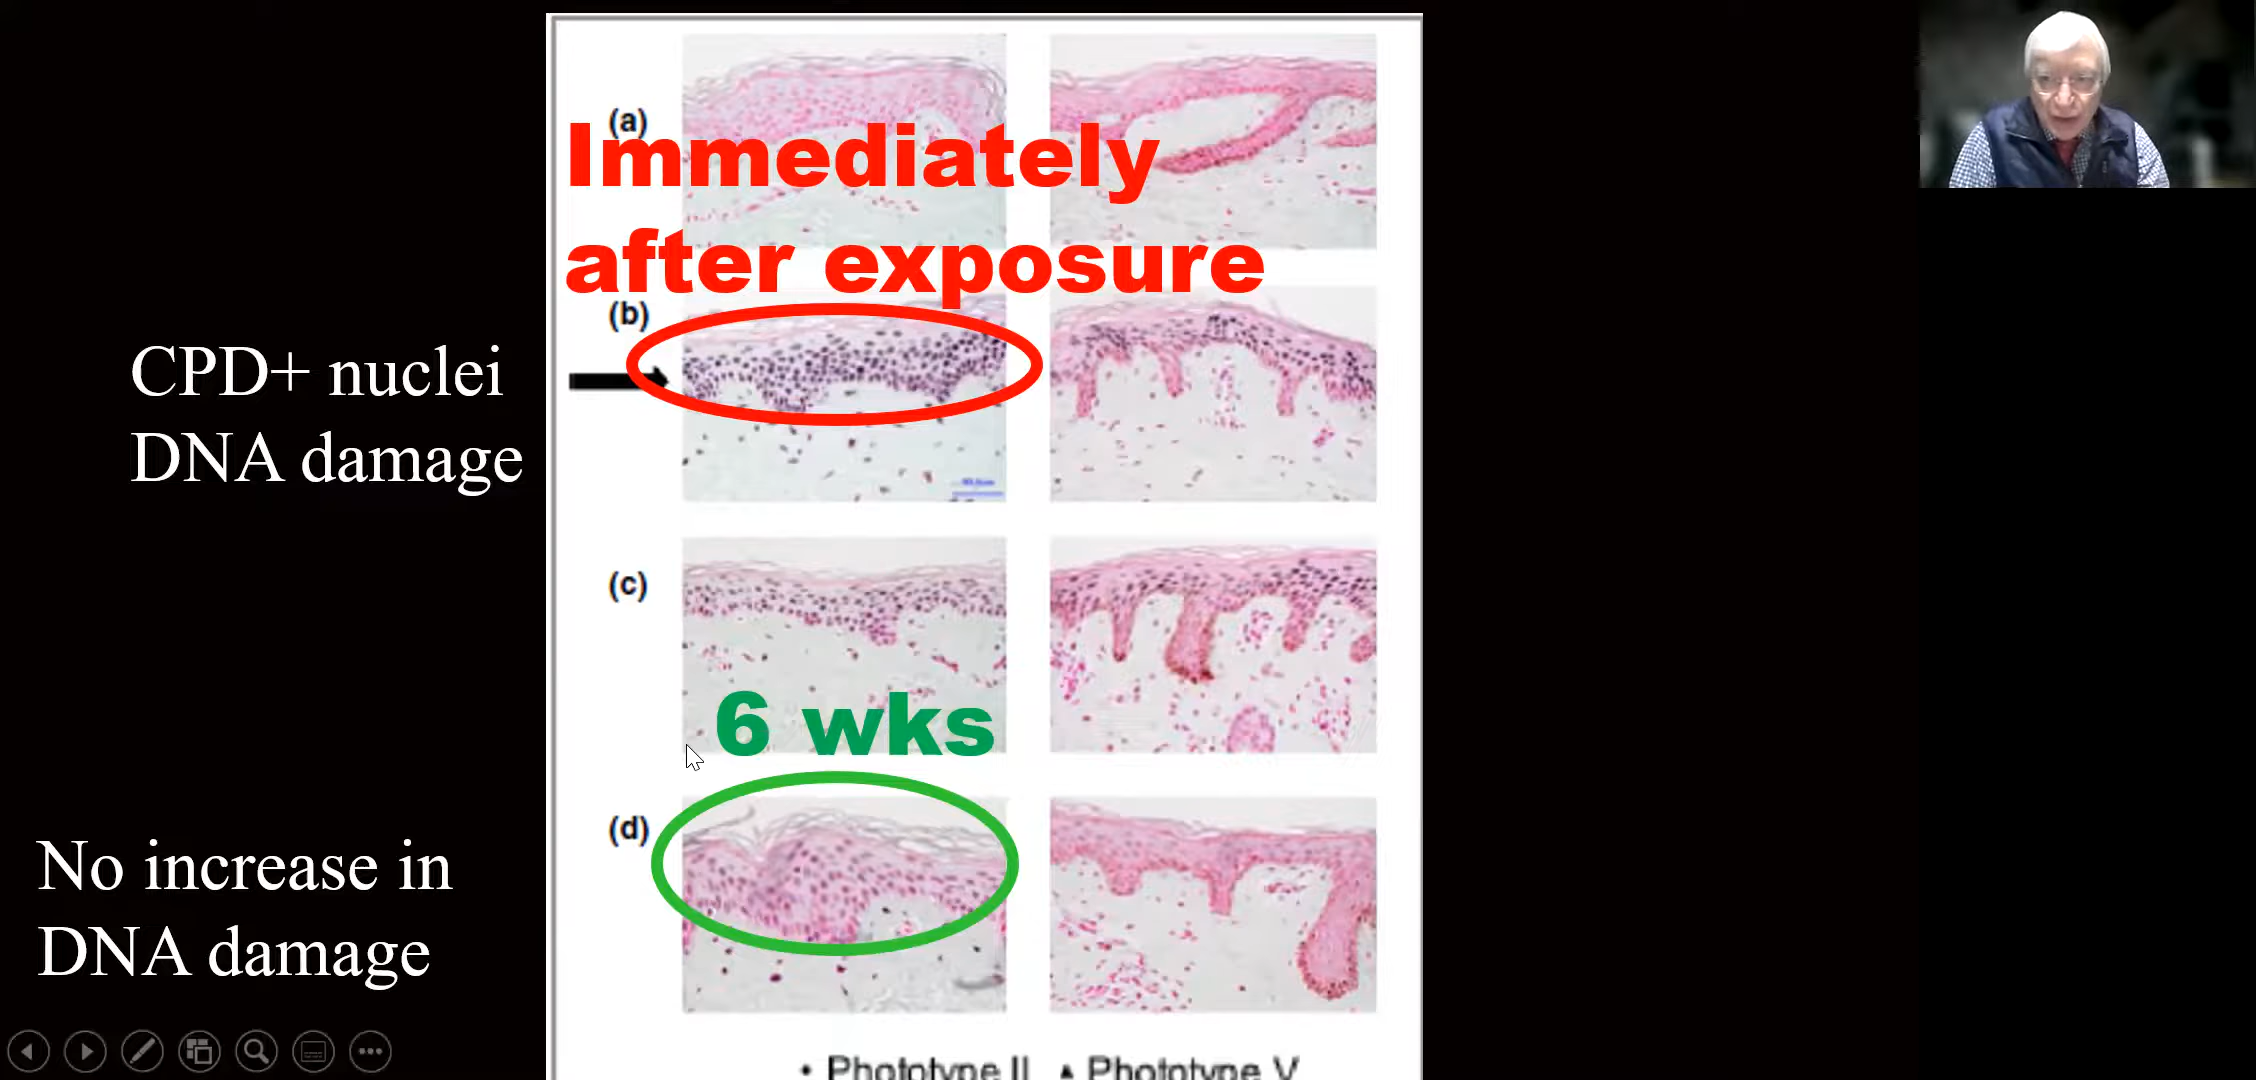 (a)
Immediately
after exposure
(b)
CPD+ nuclei
DNA damage
(c)
6 wks
(d)
No increase in
DNA damage
• Phototype II ▲ Phototype V